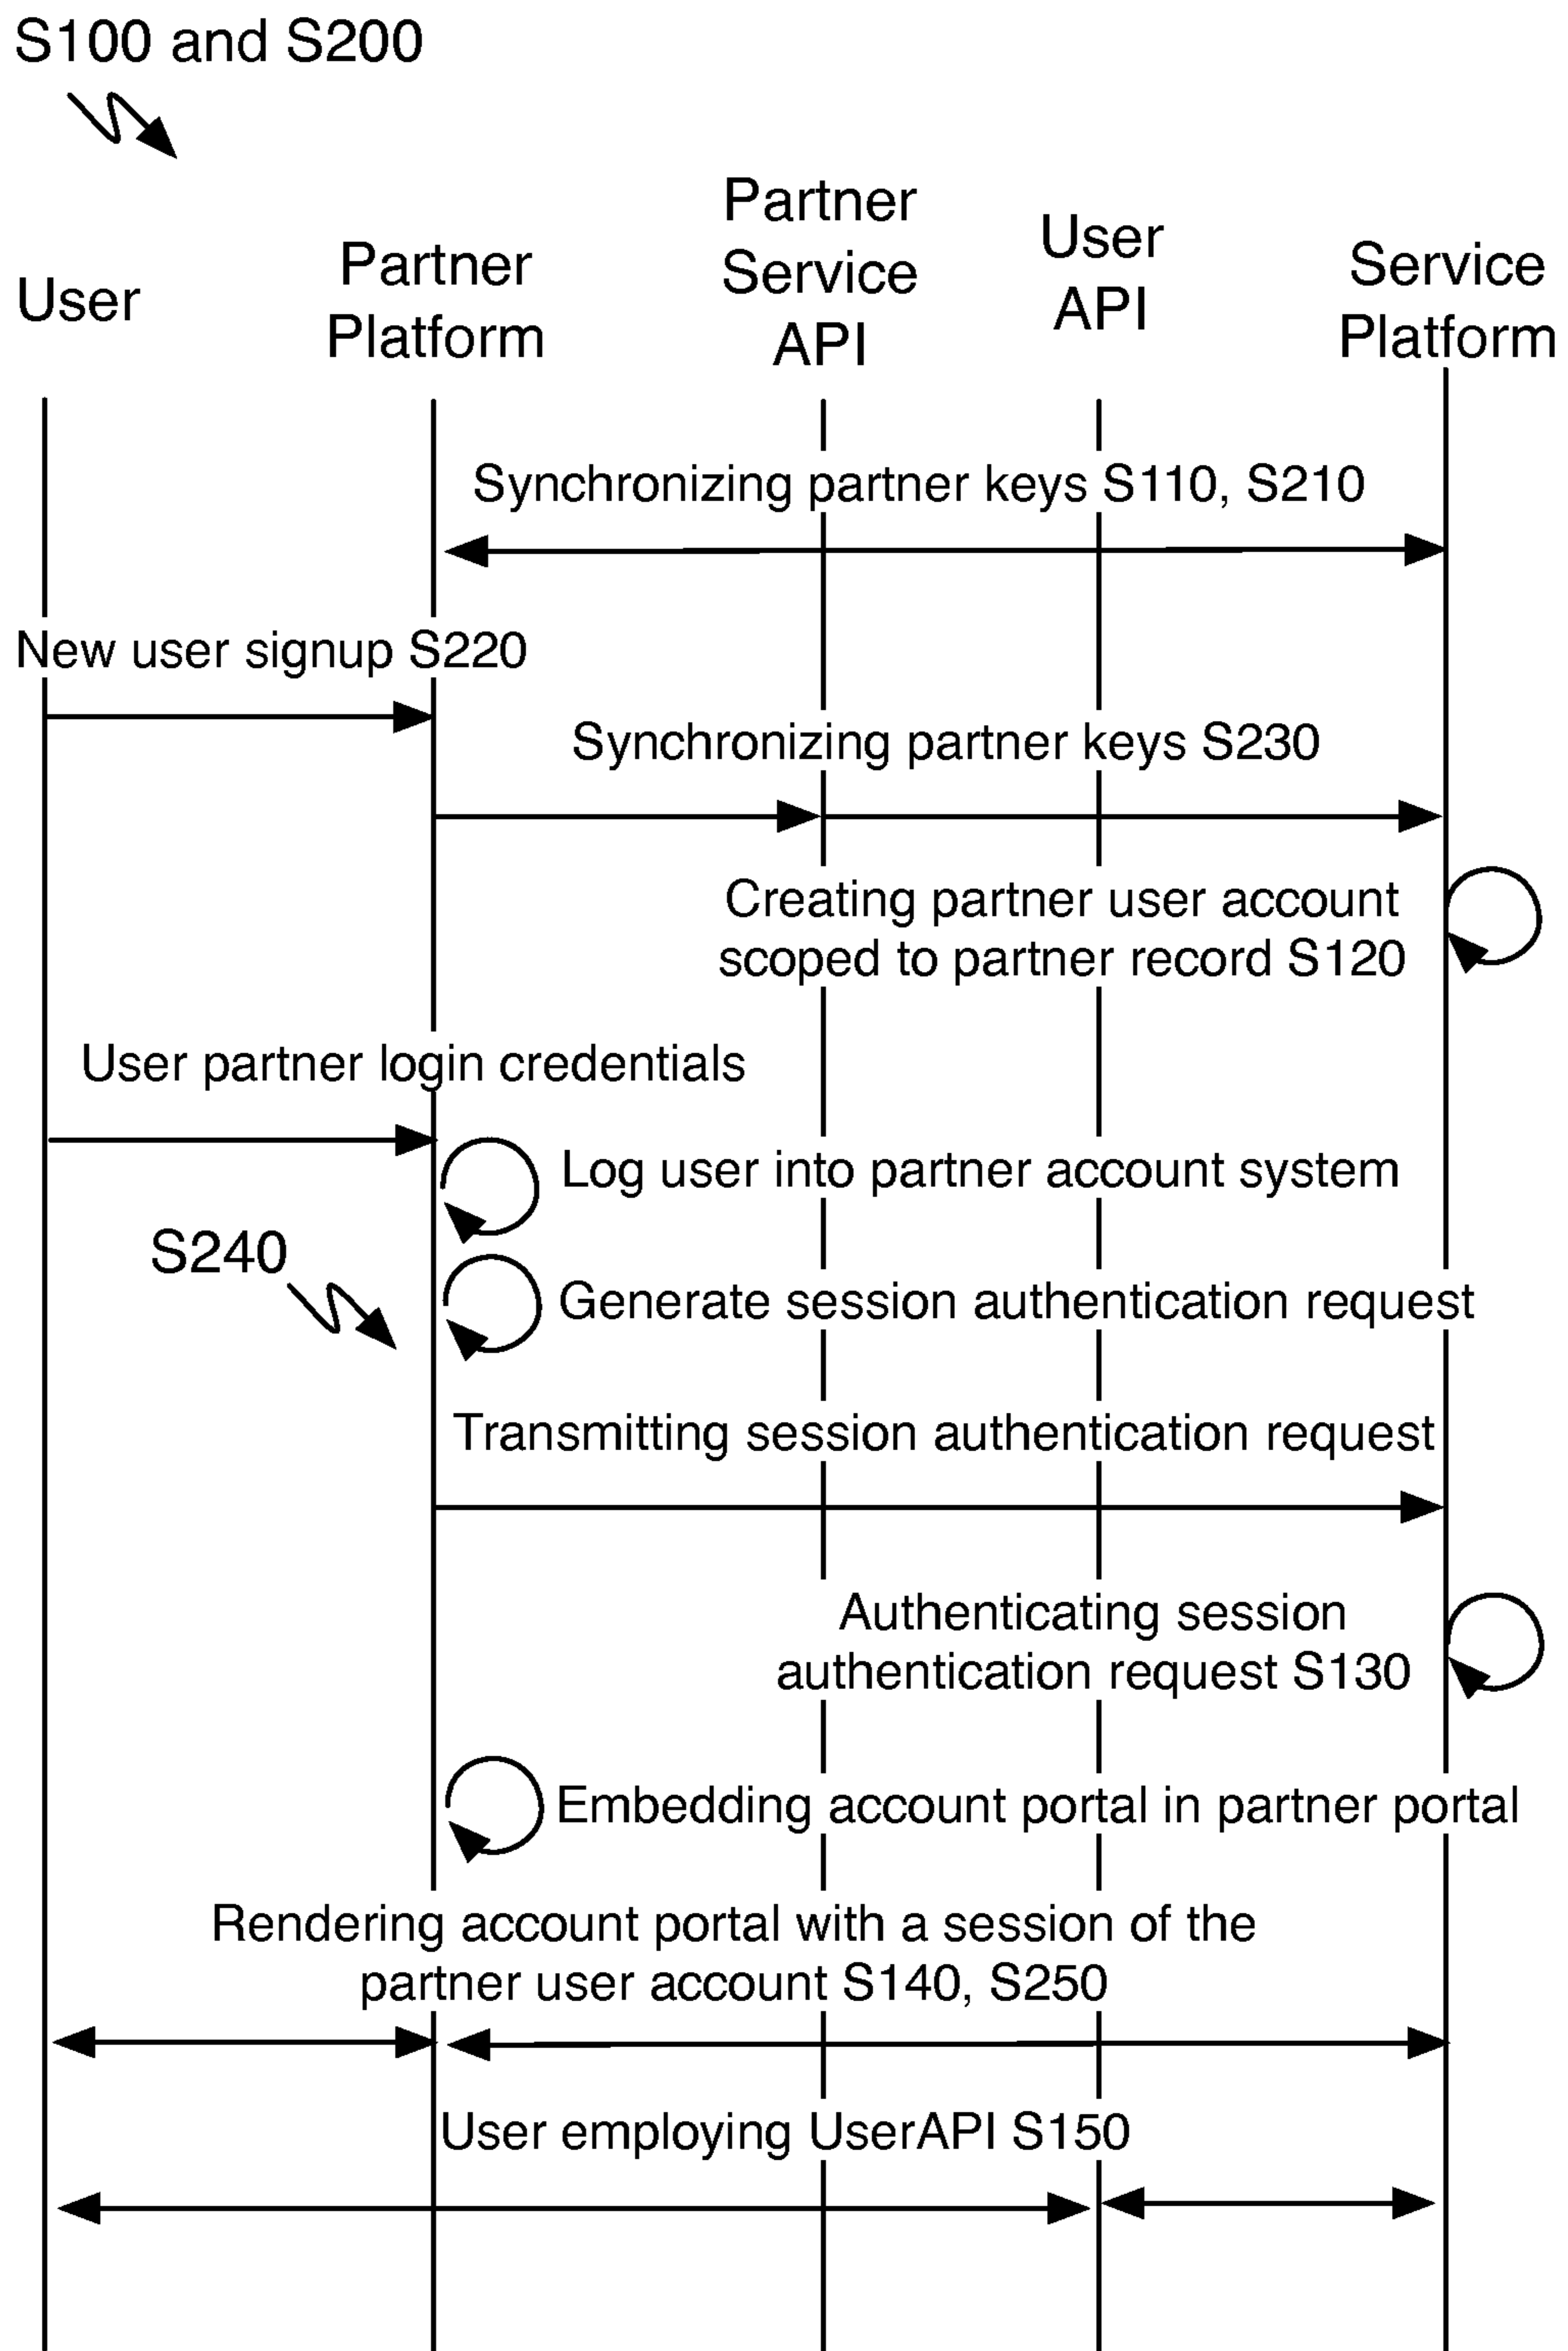 S100 and S200
User
Partner
Platform
Partner
Service
API
User
API
Service
Platform
Synchronizing partner keys S110, S210
New user signup S220
Synchronizing partner keys S230
Creating partner user account
scoped to partner record S120
User partner login credentials
Log user into partner account system
S240
Generate session authentication request
Transmitting session authentication request
Authenticating session
authentication request S130
Embedding account portal in partner portal
Rendering account portal with a session of the
partner user account S140, S250
User employing UserAPI S150